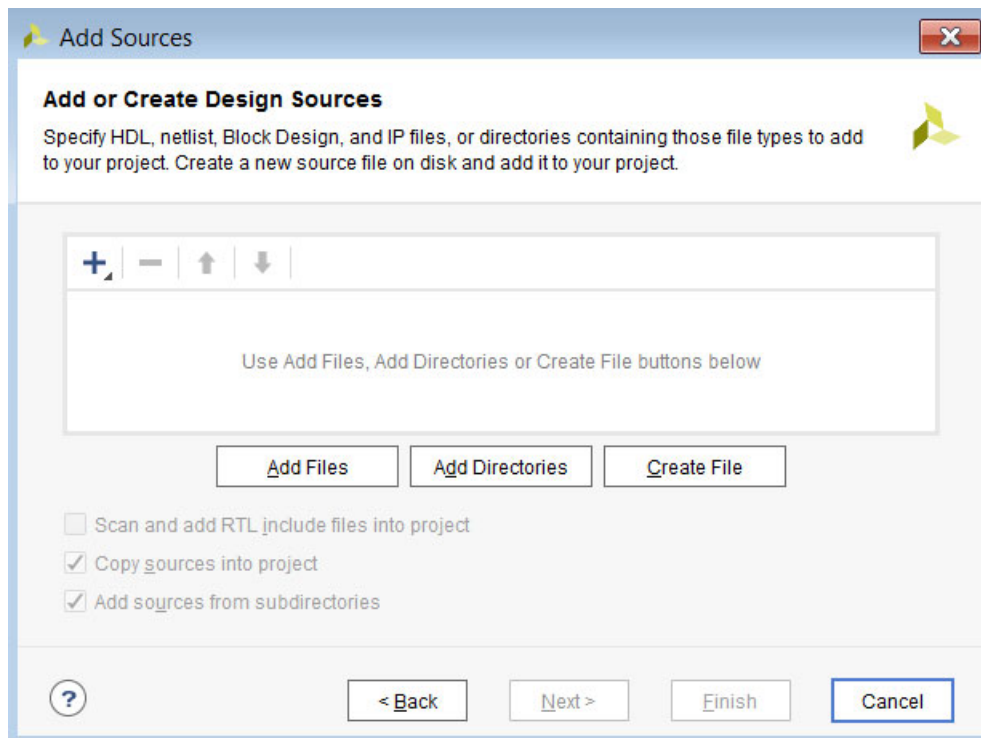 Add Sources
Add or Create Design Sources
Specify HDL, netlist, Block Design, and IP files, or directories containing those file types to add
to your project. Create a new source file on disk and add it to your project.
Use Add Files, Add Directories or Create File buttons below
Add Files
Add Directories
Create File
Scan and add RTL include files into project
Copy sources into project
Add sources from subdirectories
?
< Back
Next >
Finish
Cancel